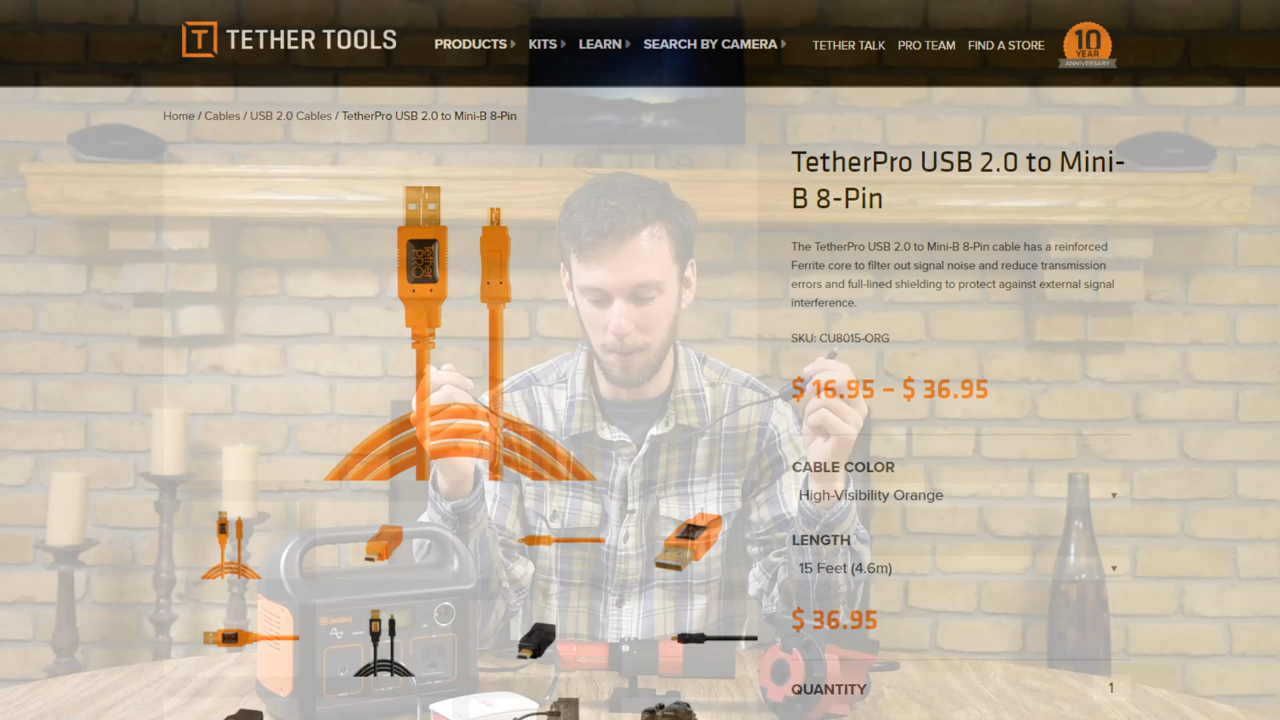 TETHER TOOLS
PRODUCTS KITS LEARN SEARCH BY CAMERA TETHER TALK PRO TEAM FIND A STORE
10
YEAR
ANNIVERSARY
Home / Cables / USB 2.0 Cables / TetherPro USB 2.0 to Mini-B 8-Pin
TetherPro USB 2.0 to Mini-
B 8-Pin
Tether
PRO
The TetherPro USB 2.0 to Mini-B 8-Pin cable has a reinforced
Ferrite core to filter out signal noise and reduce transmission
errors and full-lined shielding to protect against external signal
interference.
SKU: CU8015-ORG
$ 16.95 – $ 36.95
CABLE COLOR
High-Visibility Orange
LENGTH
15 Feet (4.6m)
$ 36.95
Jackery
QUANTITY 1